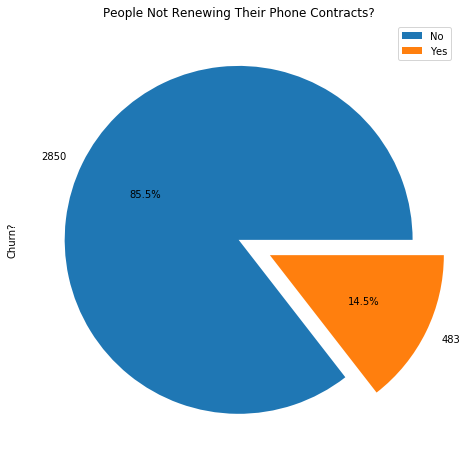 People Not Renewing Their Phone Contracts?
No
Yes
2850
85.5%
Churn?
14.5%
483